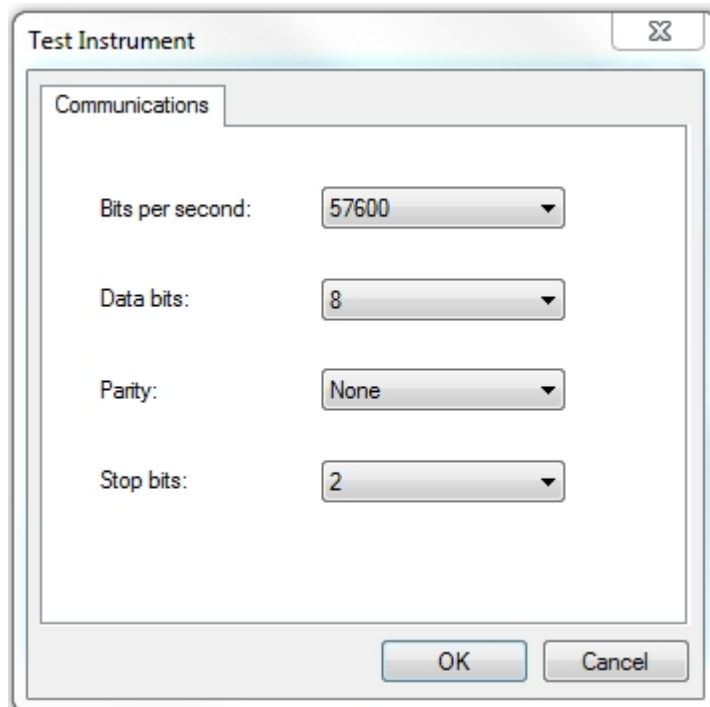 Test Instrument
Communications
Bits per second: 57600
Data bits: 8
Parity: None
Stop bits: 2
OK Cancel